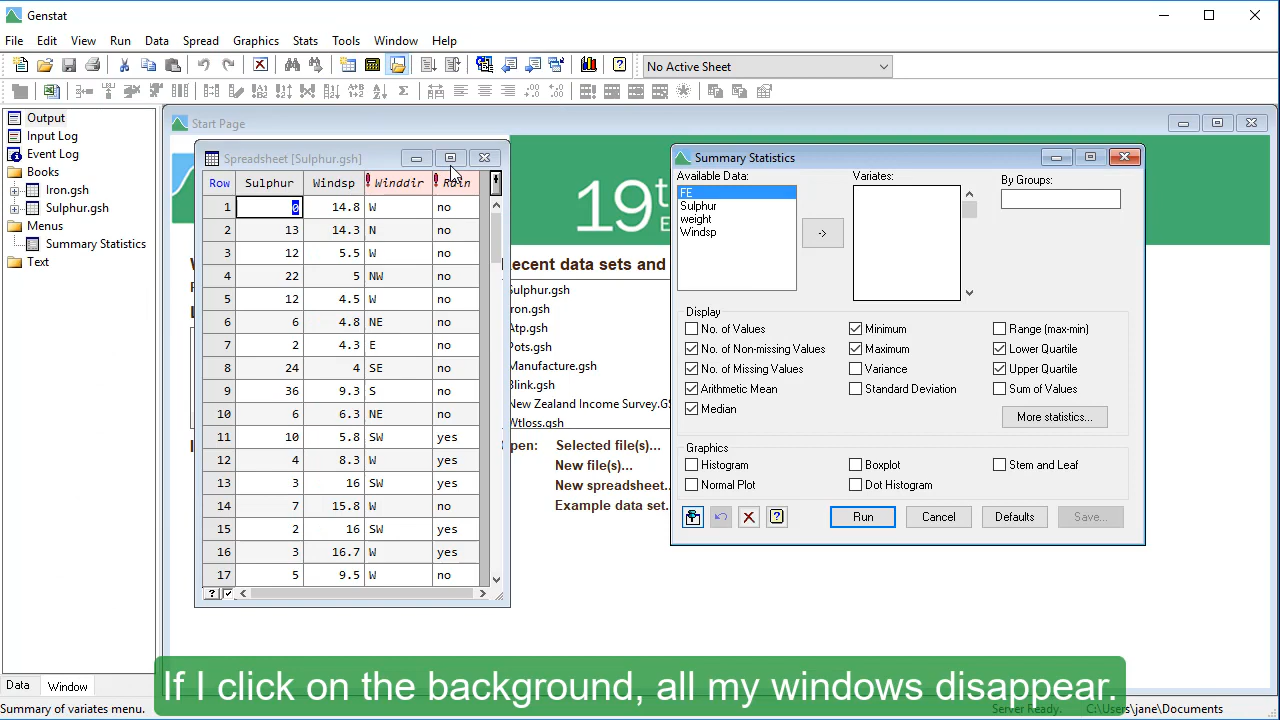 Genstat
File Edit View Run Data Spread Graphics Stats Tools Window Help
No Active Sheet
Output
Input Log
Event Log
Books
Iron.gsh
Sulphur.gsh
Menus
Summary Statistics
Text
Data Window
Start Page
19th
Recent data sets and
Sulphur.gsh
Iron.gsh
Atp.gsh
Pots.gsh
Manufacture.gsh
Blink.gsh
New Zealand Income Survey.GS
Wtloss.gsh
Open: Selected file(s)...
New file(s)...
New spreadsheet..
Example data set.
Spreadsheet [Sulphur.gsh]
Row Sulphur Windsp Winddir Rain
1 0 14.8 W no
2 13 14.3 N no
3 12 5.5 W no
4 22 5 NW no
5 12 4.5 W no
6 6 4.8 NE no
7 2 4.3 E no
8 24 4 SE no
9 36 9.3 S no
10 6 6.3 NE no
11 10 5.8 SW yes
12 4 8.3 W yes
13 3 16 SW yes
14 7 15.8 W no
15 2 16 SW yes
16 3 16.7 W yes
17 5 9.5 W no
Summary Statistics
Available Data: Variates: By Groups:
FE
Sulphur
weight
Windsp
->
Display
No. of Values Minimum Range (max-min)
No. of Non-missing Values Maximum Lower Quartile
No. of Missing Values Variance Upper Quartile
Arithmetic Mean Standard Deviation Sum of Values
Median More statistics...
Graphics
Histogram Boxplot Stem and Leaf
Normal Plot Dot Histogram
Run Cancel Defaults Save...
If I click on the background, all my windows disappear.
Summary of variates menu. Server Ready. C:\Users\jane\Documents